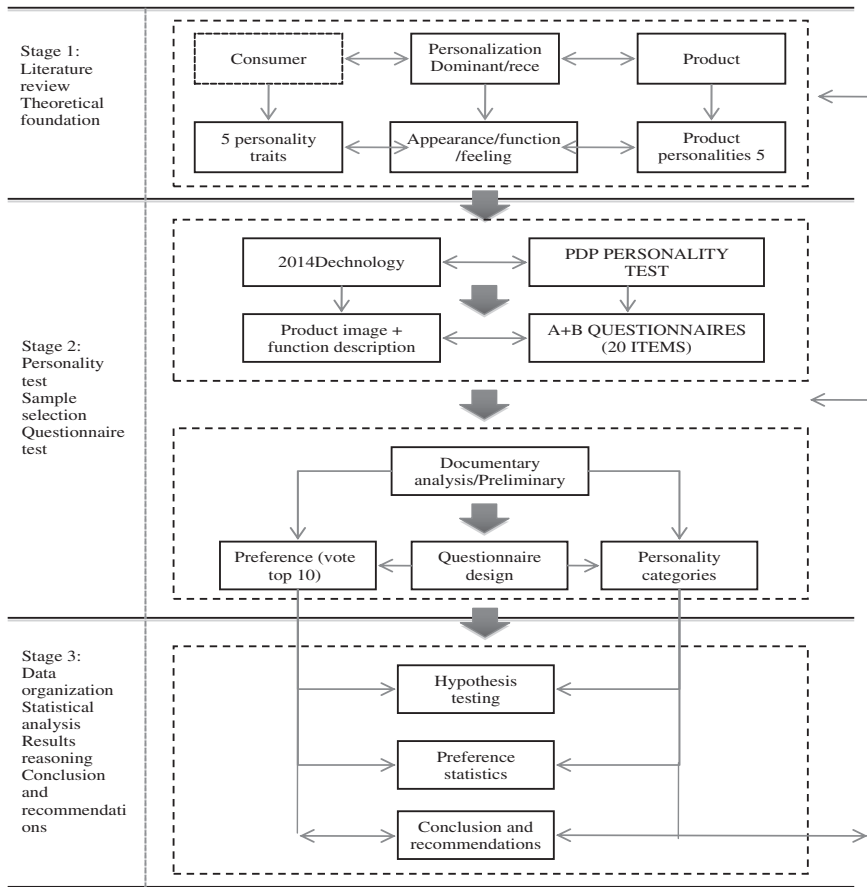 Stage 1:
Literature
review
Theoretical
foundation
Consumer
Personalization
Dominant/rece
Product
5 personality
traits
Appearance/function
/feeling
Product
personalities 5
Stage 2:
Personality
test
Sample
selection
Questionnaire
test
2014Dechnology
PDP PERSONALITY
TEST
Product image +
function description
A+B QUESTIONNAIRES
(20 ITEMS)
Documentary
analysis/Preliminary
Preference (vote
top 10)
Questionnaire
design
Personality
categories
Stage 3:
Data
organization
Statistical
analysis
Results
reasoning
Conclusion
and
recommendati
ons
Hypothesis
testing
Preference
statistics
Conclusion and
recommendations